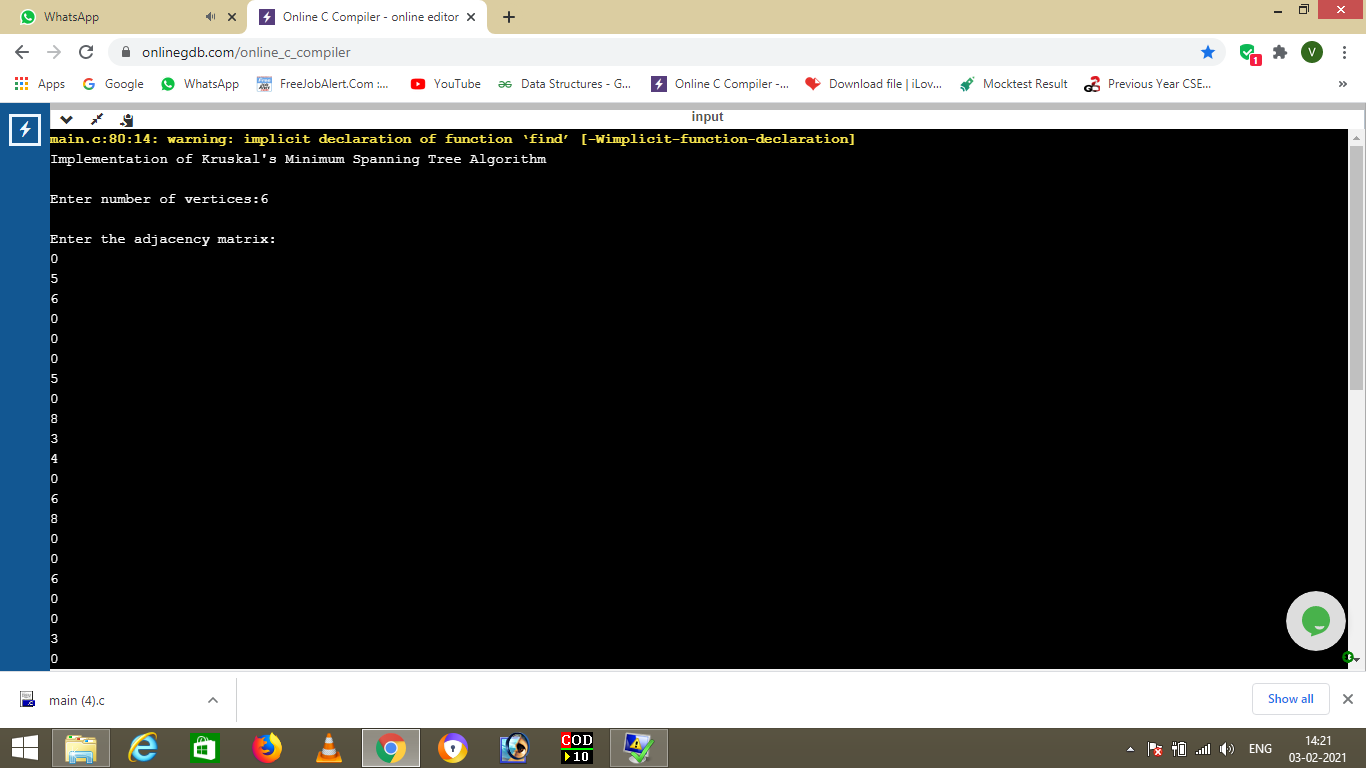 WhatsApp
Online C Compiler - online editor
onlinegdb.com/online_c_compiler
1
V
Apps
Google
WhatsApp
FreeJobAlert.Com :...
YouTube
Data Structures - G...
Online C Compiler -...
Download file | iLov...
Mocktest Result
Previous Year CSE...
»
input
main.c:80:14: warning: implicit declaration of function ‘find’ [-Wimplicit-function-declaration]
Implementation of Kruskal's Minimum Spanning Tree Algorithm
Enter number of vertices:6
Enter the adjacency matrix:
0
5
6
0
0
0
5
0
8
3
4
0
6
8
0
0
6
0
0
3
0
main (4).c
Show all
COD
10
ENG
14:21
03-02-2021